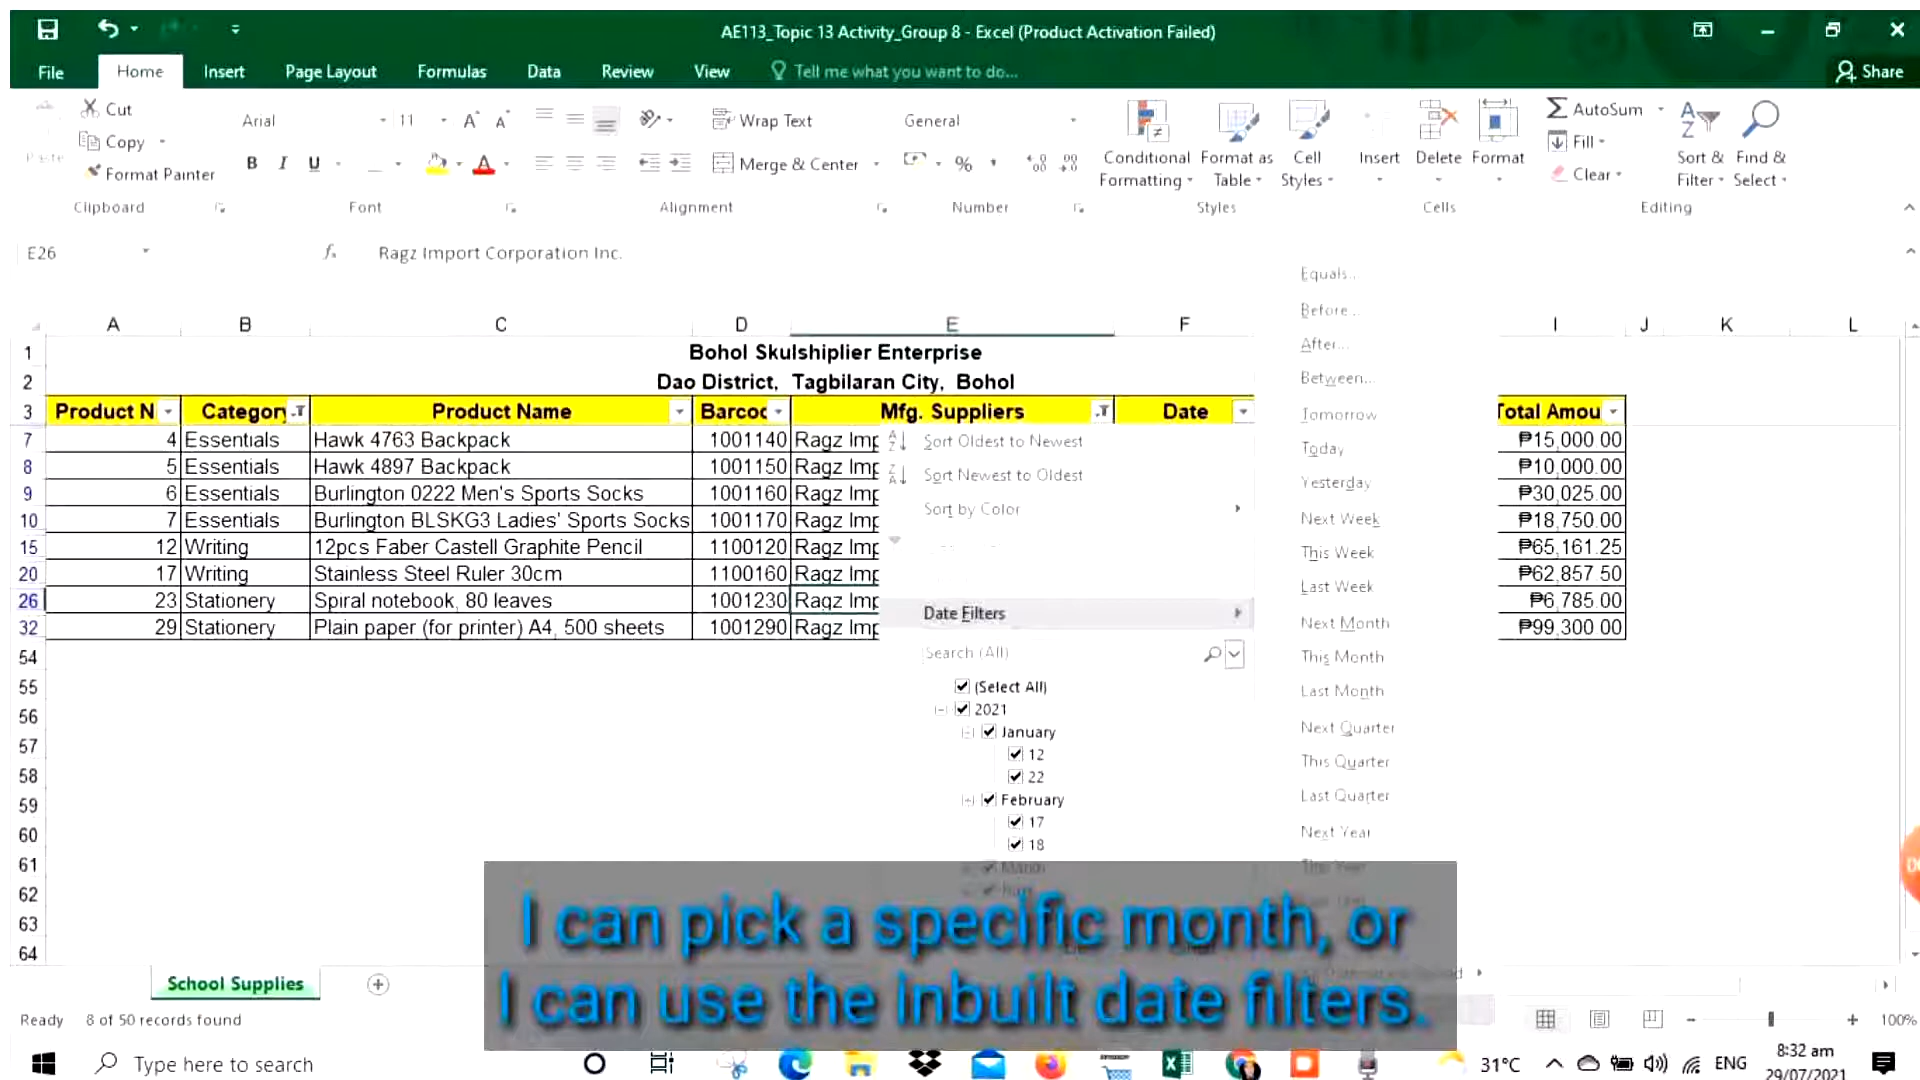 AE113_Topic 13 Activity_Group 8 - Excel (Product Activation Failed)
File Home Insert Page Layout Formulas Data Review View Tell me what you want to do... Share
Cut
Copy
Format Painter
Clipboard
Arial 11
B I U
Font
Wrap Text
Merge & Center
Alignment
General
%
Number
Conditional Formatting
Format as Table
Cell Styles
Styles
Insert Delete Format
Cells
AutoSum
Fill
Clear
Sort & Filter
Find & Select
Editing
E26 Ragz Import Corporation Inc.
A B C D E F I J K L
1 Bohol Skulshiplier Enterprise
2 Dao District, Tagbilaran City, Bohol
3 Product N Category Product Name Barcod Mfg. Suppliers Date Total Amou
7 4 Essentials Hawk 4763 Backpack 1001140 Ragz Imp ₱15,000.00
8 5 Essentials Hawk 4897 Backpack 1001150 Ragz Imp ₱10,000.00
9 6 Essentials Burlington 0222 Men's Sports Socks 1001160 Ragz Imp ₱30,025.00
10 7 Essentials Burlington BLSKG3 Ladies' Sports Socks 1001170 Ragz Imp ₱18,750.00
15 12 Writing 12pcs Faber Castell Graphite Pencil 1100120 Ragz Imp ₱65,161.25
20 17 Writing Stainless Steel Ruler 30cm 1100160 Ragz Imp ₱62,857.50
26 23 Stationery Spiral notebook, 80 leaves 1001230 Ragz Imp ₱6,785.00
32 29 Stationery Plain paper (for printer) A4, 500 sheets 1001290 Ragz Imp ₱99,300.00
54
55
56
57
58
59
60
61
62
63
64
Sort Oldest to Newest
Sort Newest to Oldest
Sort by Color
Date Filters
Search (All)
(Select All)
2021
January
12
22
February
17
18
March
Equals...
Before...
After...
Between...
Tomorrow
Today
Yesterday
Next Week
This Week
Last Week
Next Month
This Month
Last Month
Next Quarter
This Quarter
Last Quarter
Next Year
This Year
I can pick a specific month, or
I can use the inbuilt date filters.
School Supplies
Ready 8 of 50 records found
100%
Type here to search
31°C ENG 8:32 am
29/07/2021